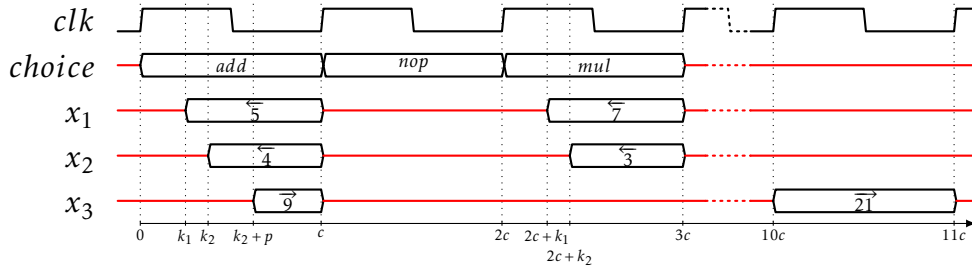 clk
choice add nop mul
x₁ 5 7
x₂ 4 3
x₃ 9 21
0 k₁ k₂ k₂ + p c 2c 2c + k₁ 3c 10c 11c
2c + k₂